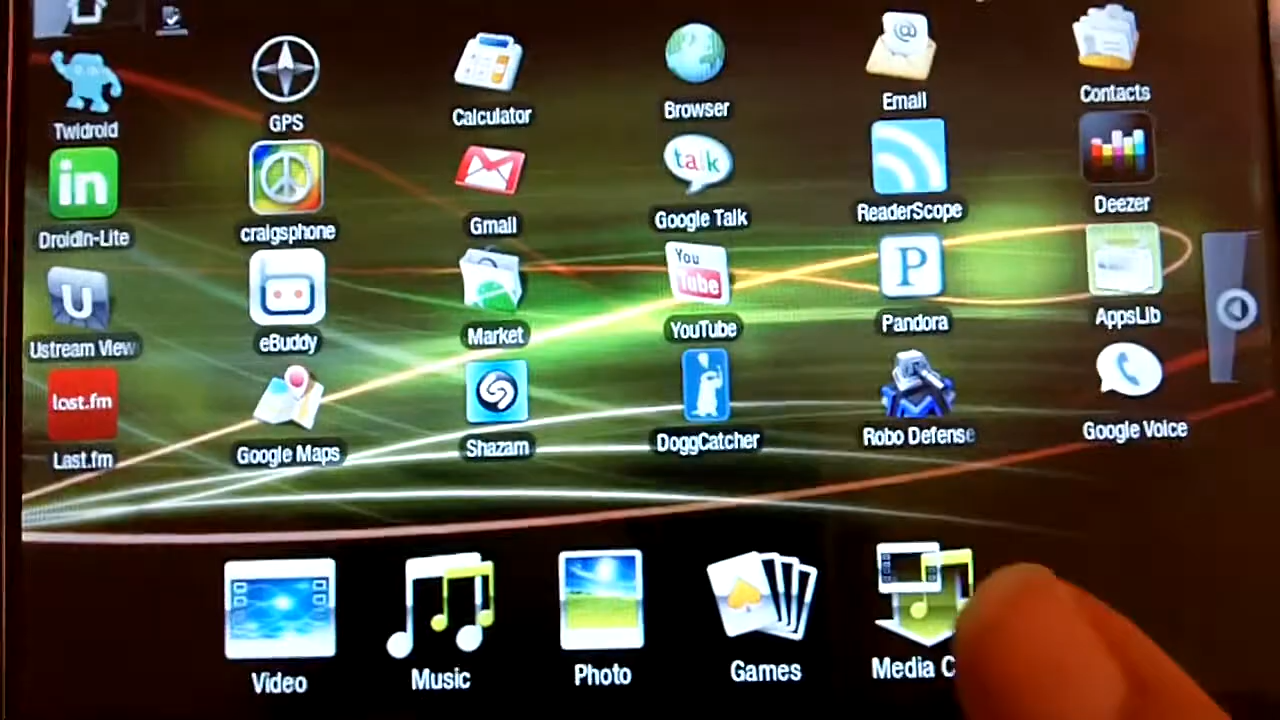 Twidroid
GPS
Calculator
Browser
@
Email
Contacts
in
DroidIn-Lite
craigsphone
Gmail
talk
Google Talk
ReaderScope
Deezer
U
Ustream View
eBuddy
Market
You
Tube
YouTube
P
Pandora
AppsLib
lost.fm
Last.fm
Google Maps
Shazam
DoggCatcher
Robo Defense
Google Voice
Video
Music
Photo
Games
Media C